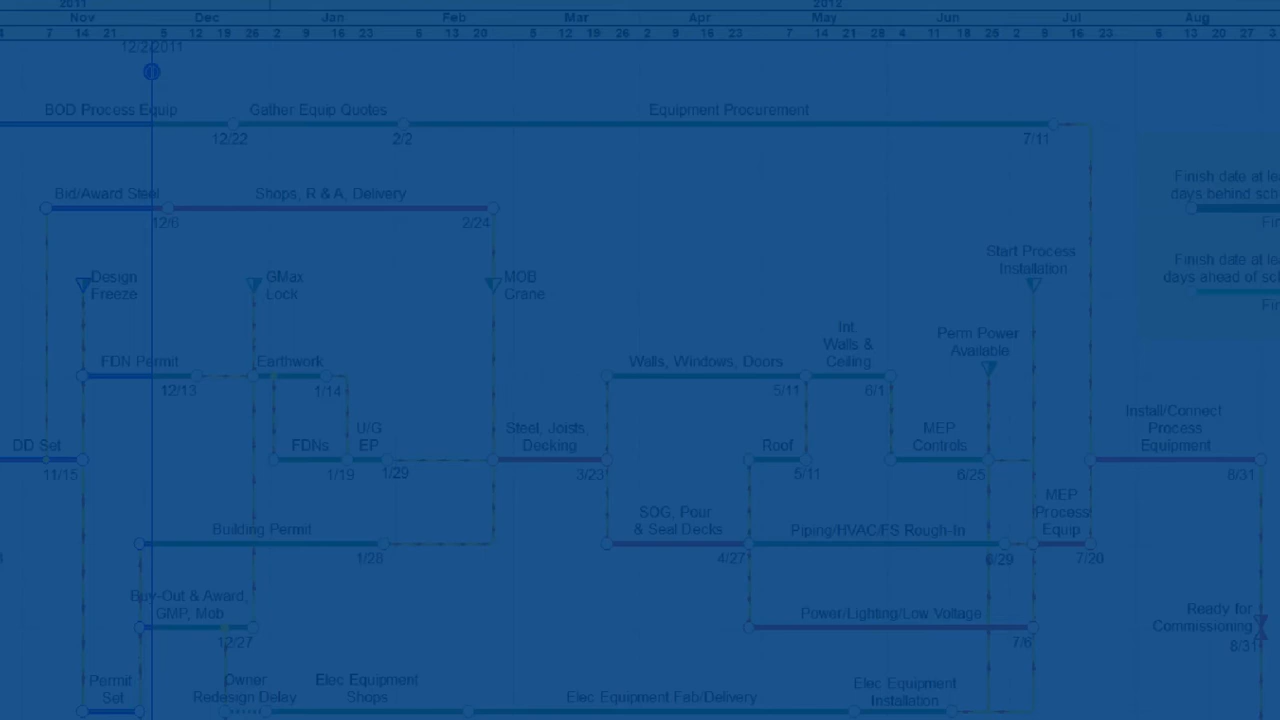 2011
2012
Nov Dec Jan Feb Mar Apr May Jun Jul Aug
7 14 21 5 12 19 26 2 9 16 23 6 13 20 5 12 19 26 2 9 16 23 7 14 21 28 4 11 18 25 2 9 16 23 6 13 20 27 3
12/2/2011
BOD Process Equip
Gather Equip Quotes
Equipment Procurement
12/22
2/2
7/11
Bid/Award Steel
Shops, R & A, Delivery
12/6
2/24
Finish date at
days behind
Start Process
Installation
Finish date at
days ahead of
Design
Freeze
GMax
Lock
MOB
Crane
Perm Power
Available
FDN Permit
Earthwork
Walls, Windows, Doors
Int.
Walls &
Ceiling
12/13
1/14
5/11
6/1
DD Set
FDNs
U/G
EP
Steel, Joists,
Decking
Roof
MEP
Controls
Install/Connect
Process
Equipment
11/15
1/19
1/29
3/23
5/11
6/25
8/31
Building Permit
SOG, Pour
& Seal Decks
Piping/HVAC/FS Rough-In
MEP
Process
Equip
1/28
4/27
6/29
7/20
Buy-Out & Award,
GMP, Mob
Power/Lighting/Low Voltage
Ready for
Commissioning
12/27
7/6
8/31
Permit
Set
Owner
Redesign Delay
Elec Equipment
Shops
Elec Equipment Fab/Delivery
Elec Equipment
Installation